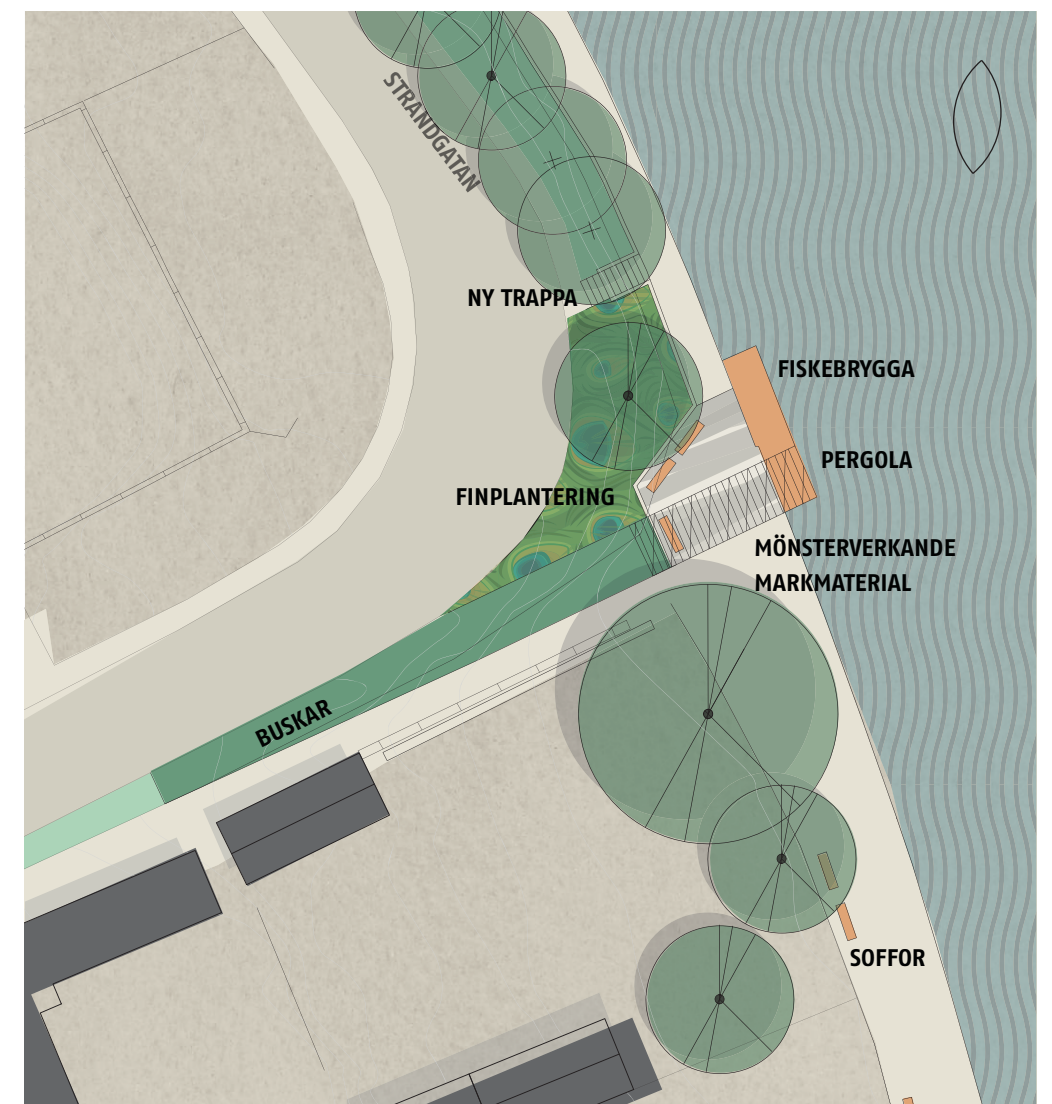 STRANDGATAN
NY TRAPPA
FISKEBRYGGA
PERGOLA
FINPLANTERING
MÖNSTERVERKANDE
MARKMATERIAL
BUSKAR
SOFFOR